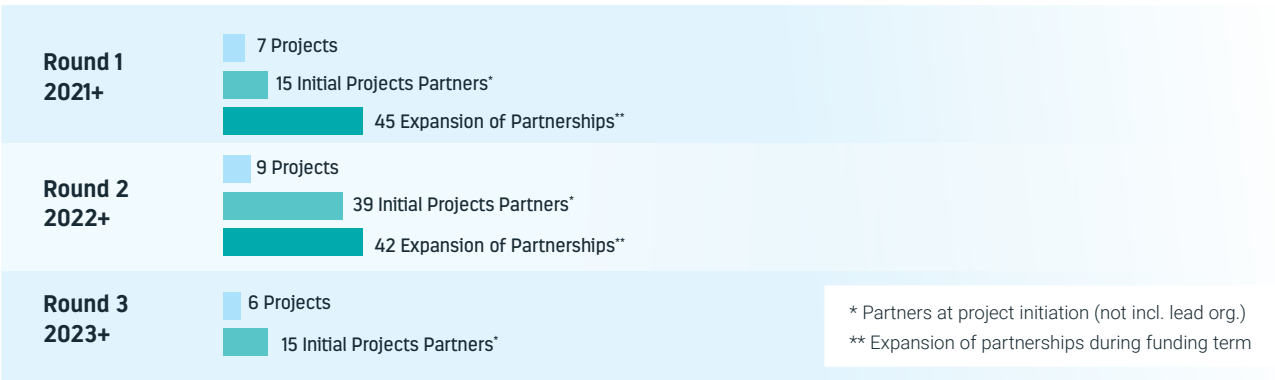 Round 1
2021+
7 Projects
15 Initial Projects Partners*
45 Expansion of Partnerships**
Round 2
2022+
9 Projects
39 Initial Projects Partners*
42 Expansion of Partnerships**
Round 3
2023+
6 Projects
15 Initial Projects Partners*
* Partners at project initiation (not incl. lead org.)
** Expansion of partnerships during funding term